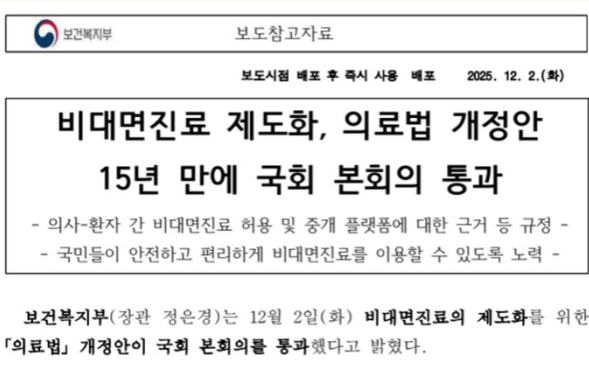 보건복지부 보도참고자료
보도시점 배포 후 즉시 사용 배포 2025. 12. 2.(화)
비대면진료 제도화, 의료법 개정안
15년 만에 국회 본회의 통과
- 의사-환자 간 비대면진료 허용 및 중개 플랫폼에 대한 근거 등 규정 -
- 국민들이 안전하고 편리하게 비대면진료를 이용할 수 있도록 노력 -
보건복지부(장관 정은경)는 12월 2일(화) 비대면진료의 제도화를 위한
「의료법」 개정안이 국회 본회의를 통과했다고 밝혔다.